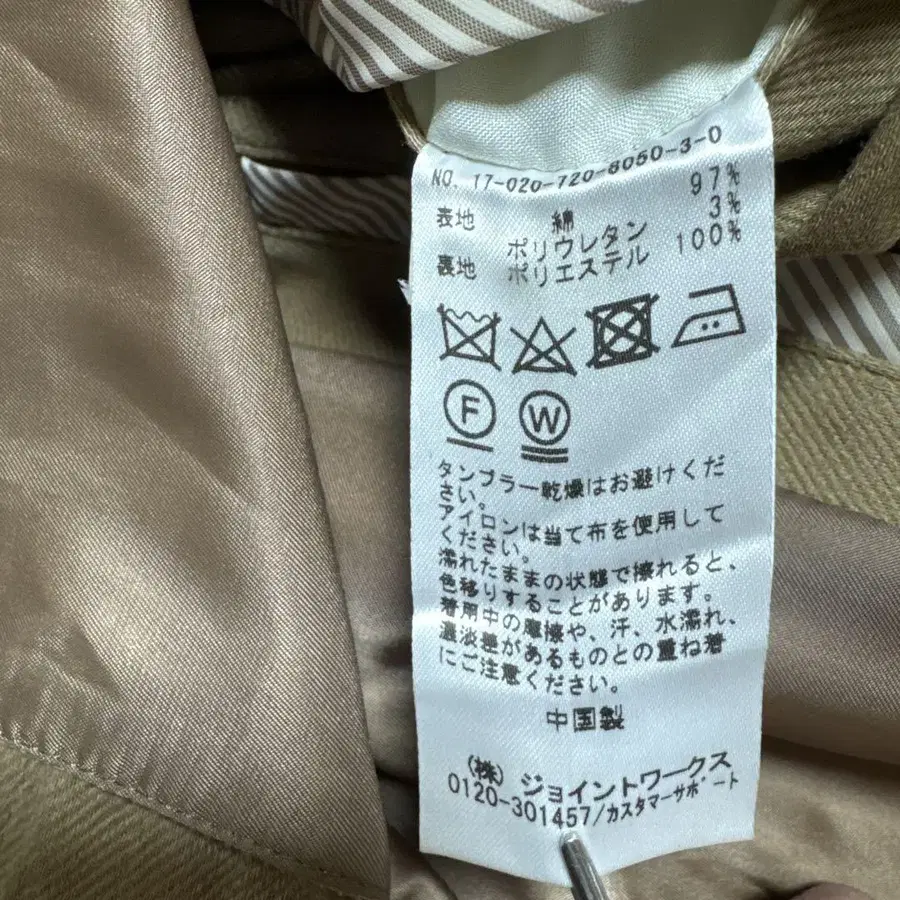 NO. 17-020-720-8050-3-0
表地 綿 97%
ポリウレタン 3%
裏地 ポリエステル 100%
F W
タンブラー乾燥はお避けくだ
さい。
アイロンは当て布を使用して
ください。
濡れたままの状態で擦れると、
色移りすることがあります。
着用中の摩擦や、汗、水濡れ、
濃淡差があるものとの重ね着
にご注意ください。
中国製
(株) ジョイントワークス
0120-301457/カスタマーサポート